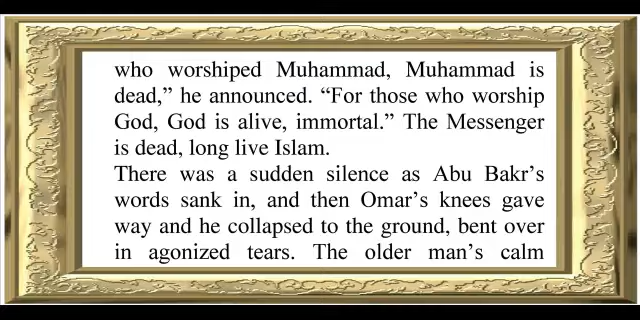 who worshiped Muhammad, Muhammad is
dead,” he announced. “For those who worship
God, God is alive, immortal.” The Messenger
is dead, long live Islam.
There was a sudden silence as Abu Bakr’s
words sank in, and then Omar’s knees gave
way and he collapsed to the ground, bent over
in agonized tears. The older man’s calm